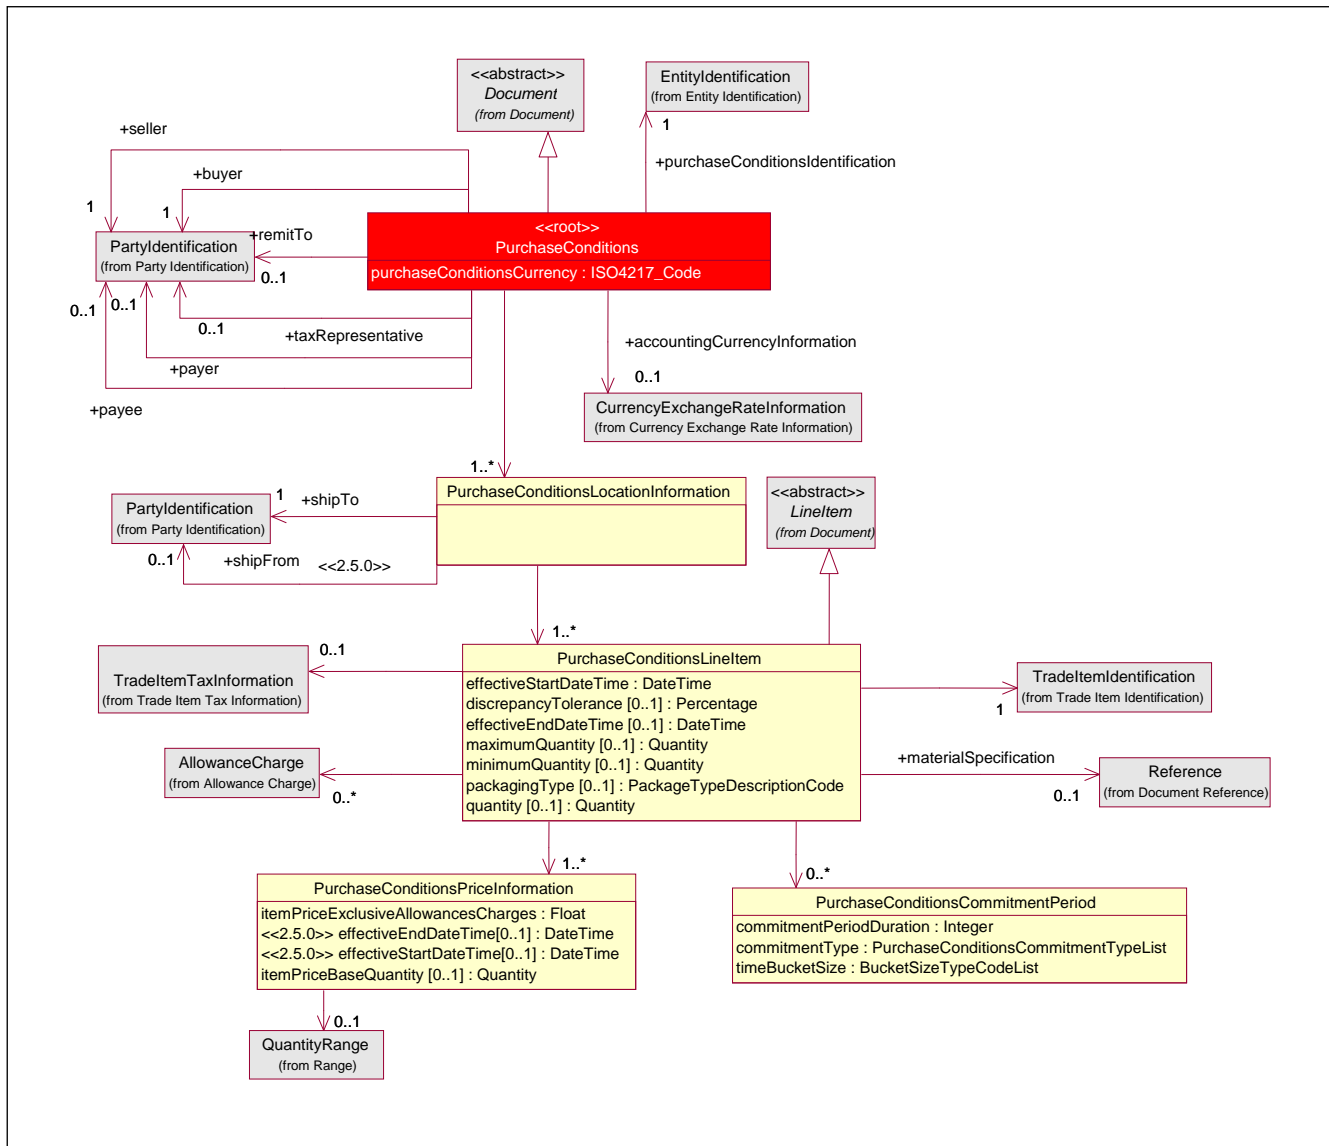 <<abstract>>
Document
(from Document)
EntityIdentification
(from Entity Identification)
1
+purchaseConditionsIdentification
+seller
+buyer
1
1
PartyIdentification
(from Party Identification)
+remitTo
0..1
<<root>>
PurchaseConditions
purchaseConditionsCurrency : ISO4217_Code
0..1
0..1
0..1
+taxRepresentative
+payer
+payee
+accountingCurrencyInformation
0..1
CurrencyExchangeRateInformation
(from Currency Exchange Rate Information)
1..*
PurchaseConditionsLocationInformation
<<abstract>>
LineItem
(from Document)
PartyIdentification
(from Party Identification)
1
+shipTo
0..1
+shipFrom
<<2.5.0>>
1..*
TradeItemTaxInformation
(from Trade Item Tax Information)
0..1
PurchaseConditionsLineItem
effectiveStartDateTime : DateTime
discrepancyTolerance [0..1] : Percentage
effectiveEndDateTime [0..1] : DateTime
maximumQuantity [0..1] : Quantity
minimumQuantity [0..1] : Quantity
packagingType [0..1] : PackageTypeDescriptionCode
quantity [0..1] : Quantity
TradeItemIdentification
(from Trade Item Identification)
1
AllowanceCharge
(from Allowance Charge)
0..*
+materialSpecification
0..1
Reference
(from Document Reference)
1..*
0..*
PurchaseConditionsPriceInformation
itemPriceExclusiveAllowancesCharges : Float
<<2.5.0>> effectiveEndDateTime[0..1] : DateTime
<<2.5.0>> effectiveStartDateTime[0..1] : DateTime
itemPriceBaseQuantity [0..1] : Quantity
PurchaseConditionsCommitmentPeriod
commitmentPeriodDuration : Integer
commitmentType : PurchaseConditionsCommitmentTypeList
timeBucketSize : BucketSizeTypeCodeList
0..1
QuantityRange
(from Range)